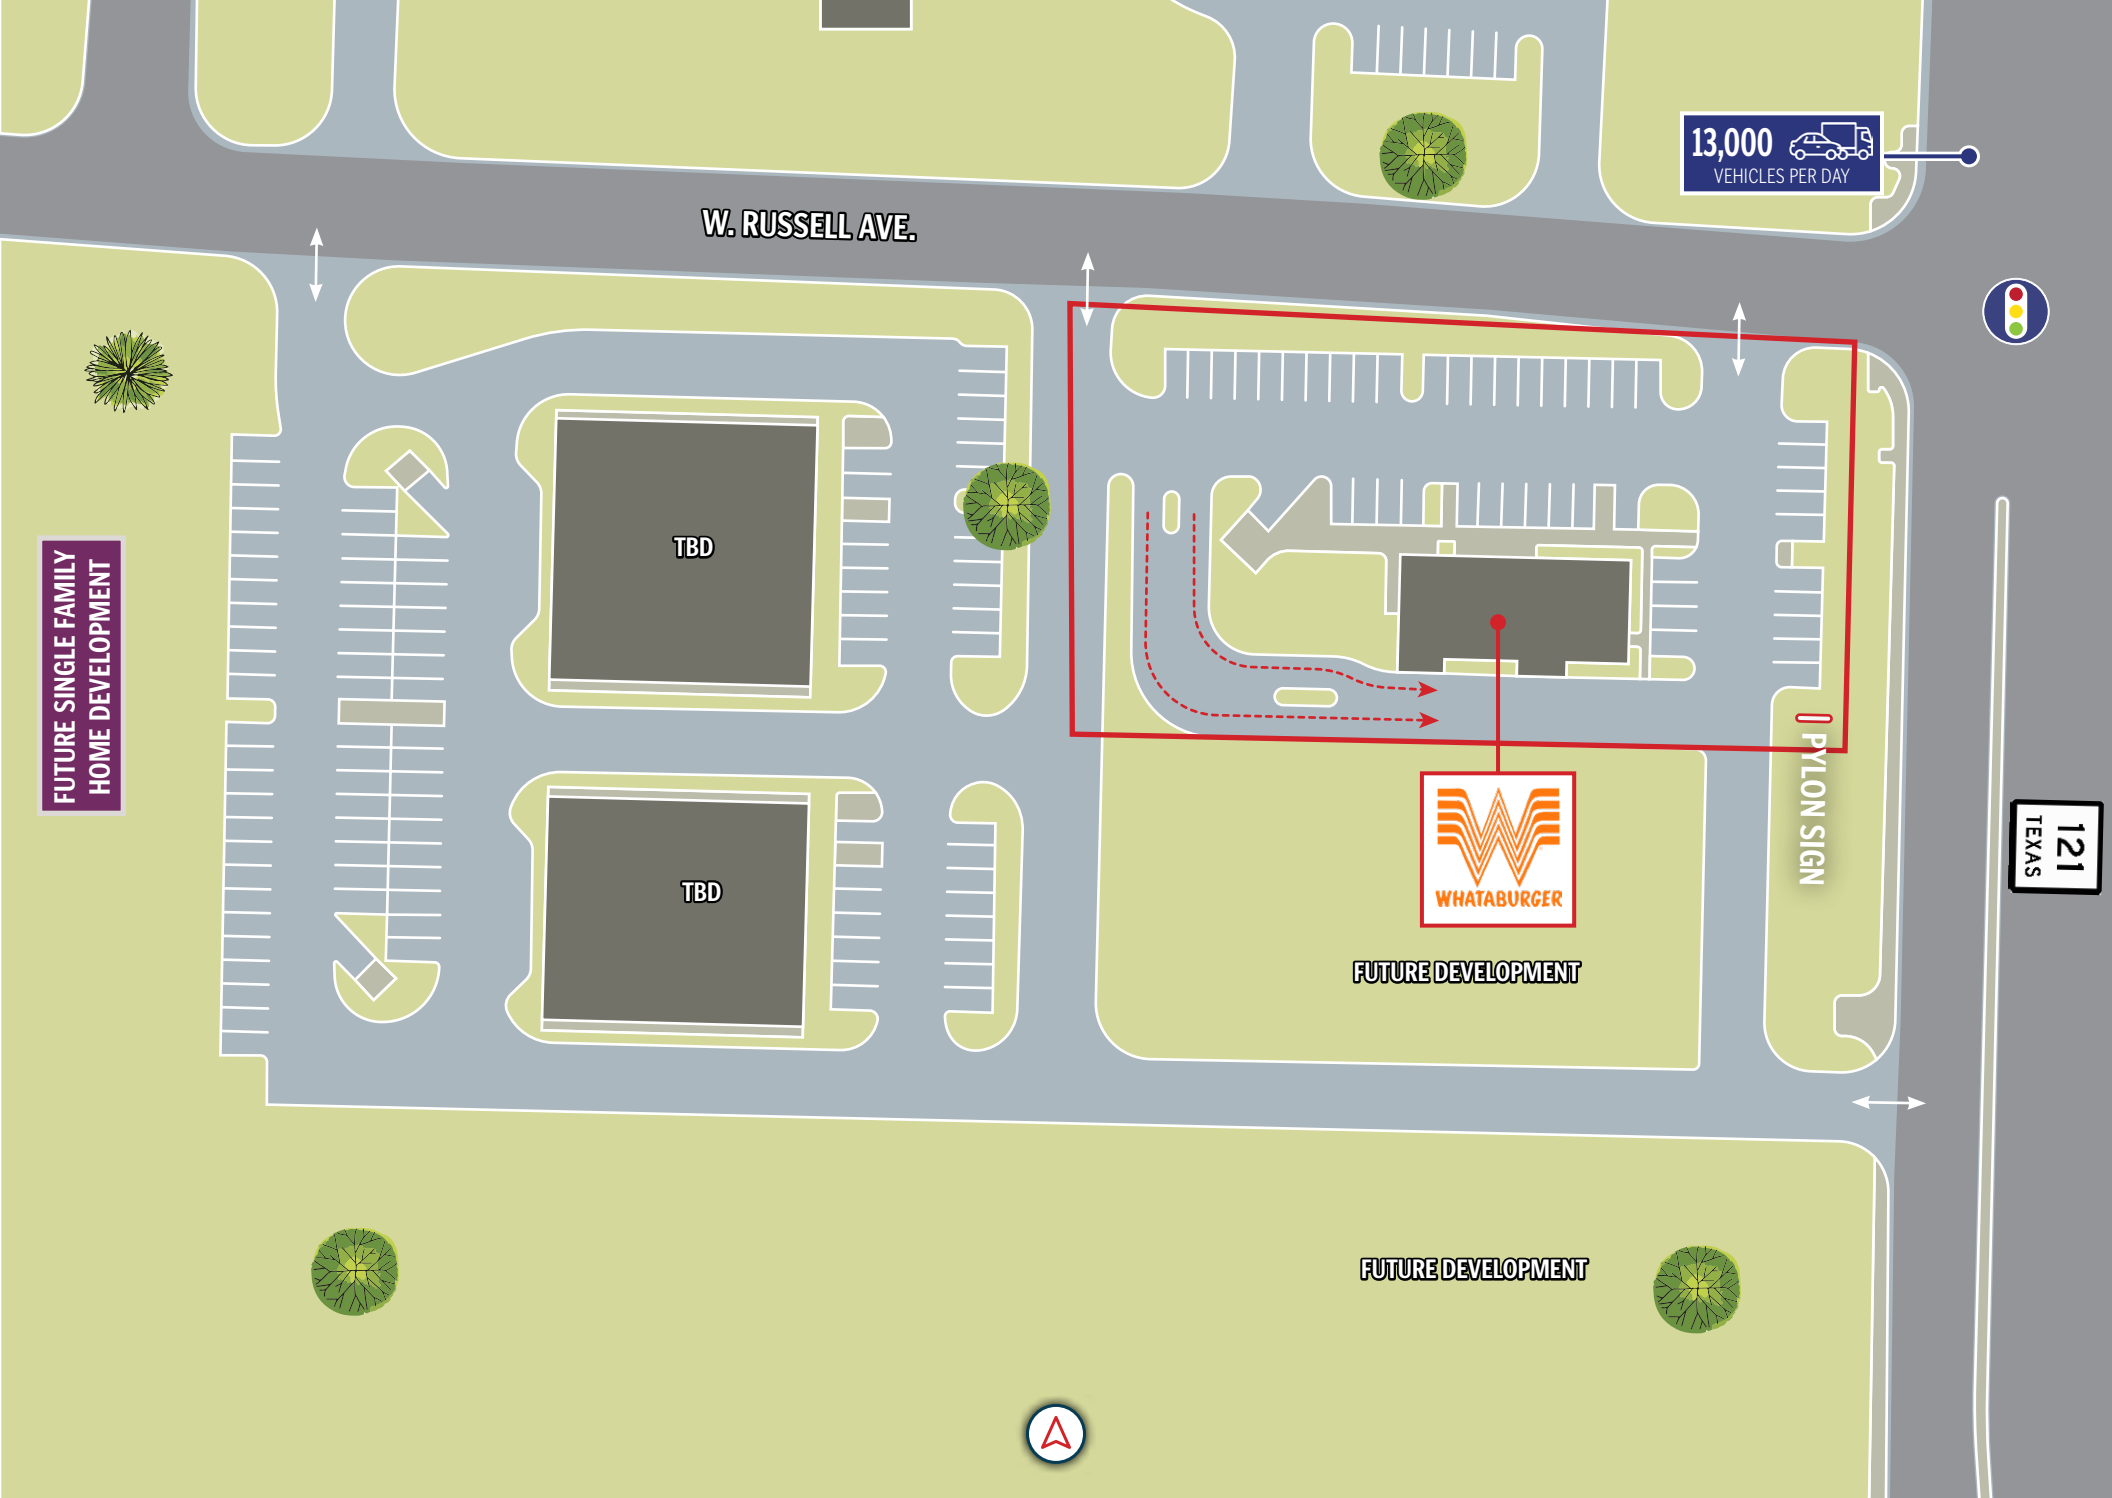 13,000
VEHICLES PER DAY
W. RUSSELL AVE.
TBD
FUTURE SINGLE FAMILY
HOME DEVELOPMENT
PYLON SIGN
121
TEXAS
TBD
WHATABURGER
FUTURE DEVELOPMENT
FUTURE DEVELOPMENT